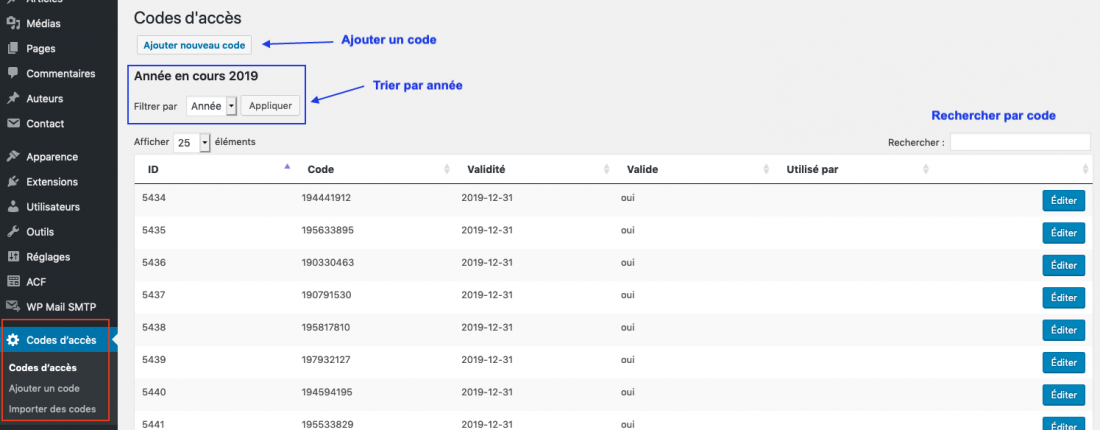 Articles
Médias
Pages
Commentaires
Auteurs
Contact
Apparence
Extensions
Utilisateurs
Outils
Réglages
ACF
WP Mail SMTP
Codes d'accès
Codes d'accès
Ajouter un code
Importer des codes
Codes d'accès
Ajouter nouveau code
Ajouter un code
Année en cours 2019
Trier par année
Filtrer par Année Appliquer
Rechercher par code
Afficher 25 éléments
Rechercher :
ID Code Validité Valide Utilisé par
5434 194441912 2019-12-31 oui Éditer
5435 195633895 2019-12-31 oui Éditer
5436 190330463 2019-12-31 oui Éditer
5437 190791530 2019-12-31 oui Éditer
5438 195817810 2019-12-31 oui Éditer
5439 197932127 2019-12-31 oui Éditer
5440 194594195 2019-12-31 oui Éditer
5441 195533829 2019-12-31 oui Éditer